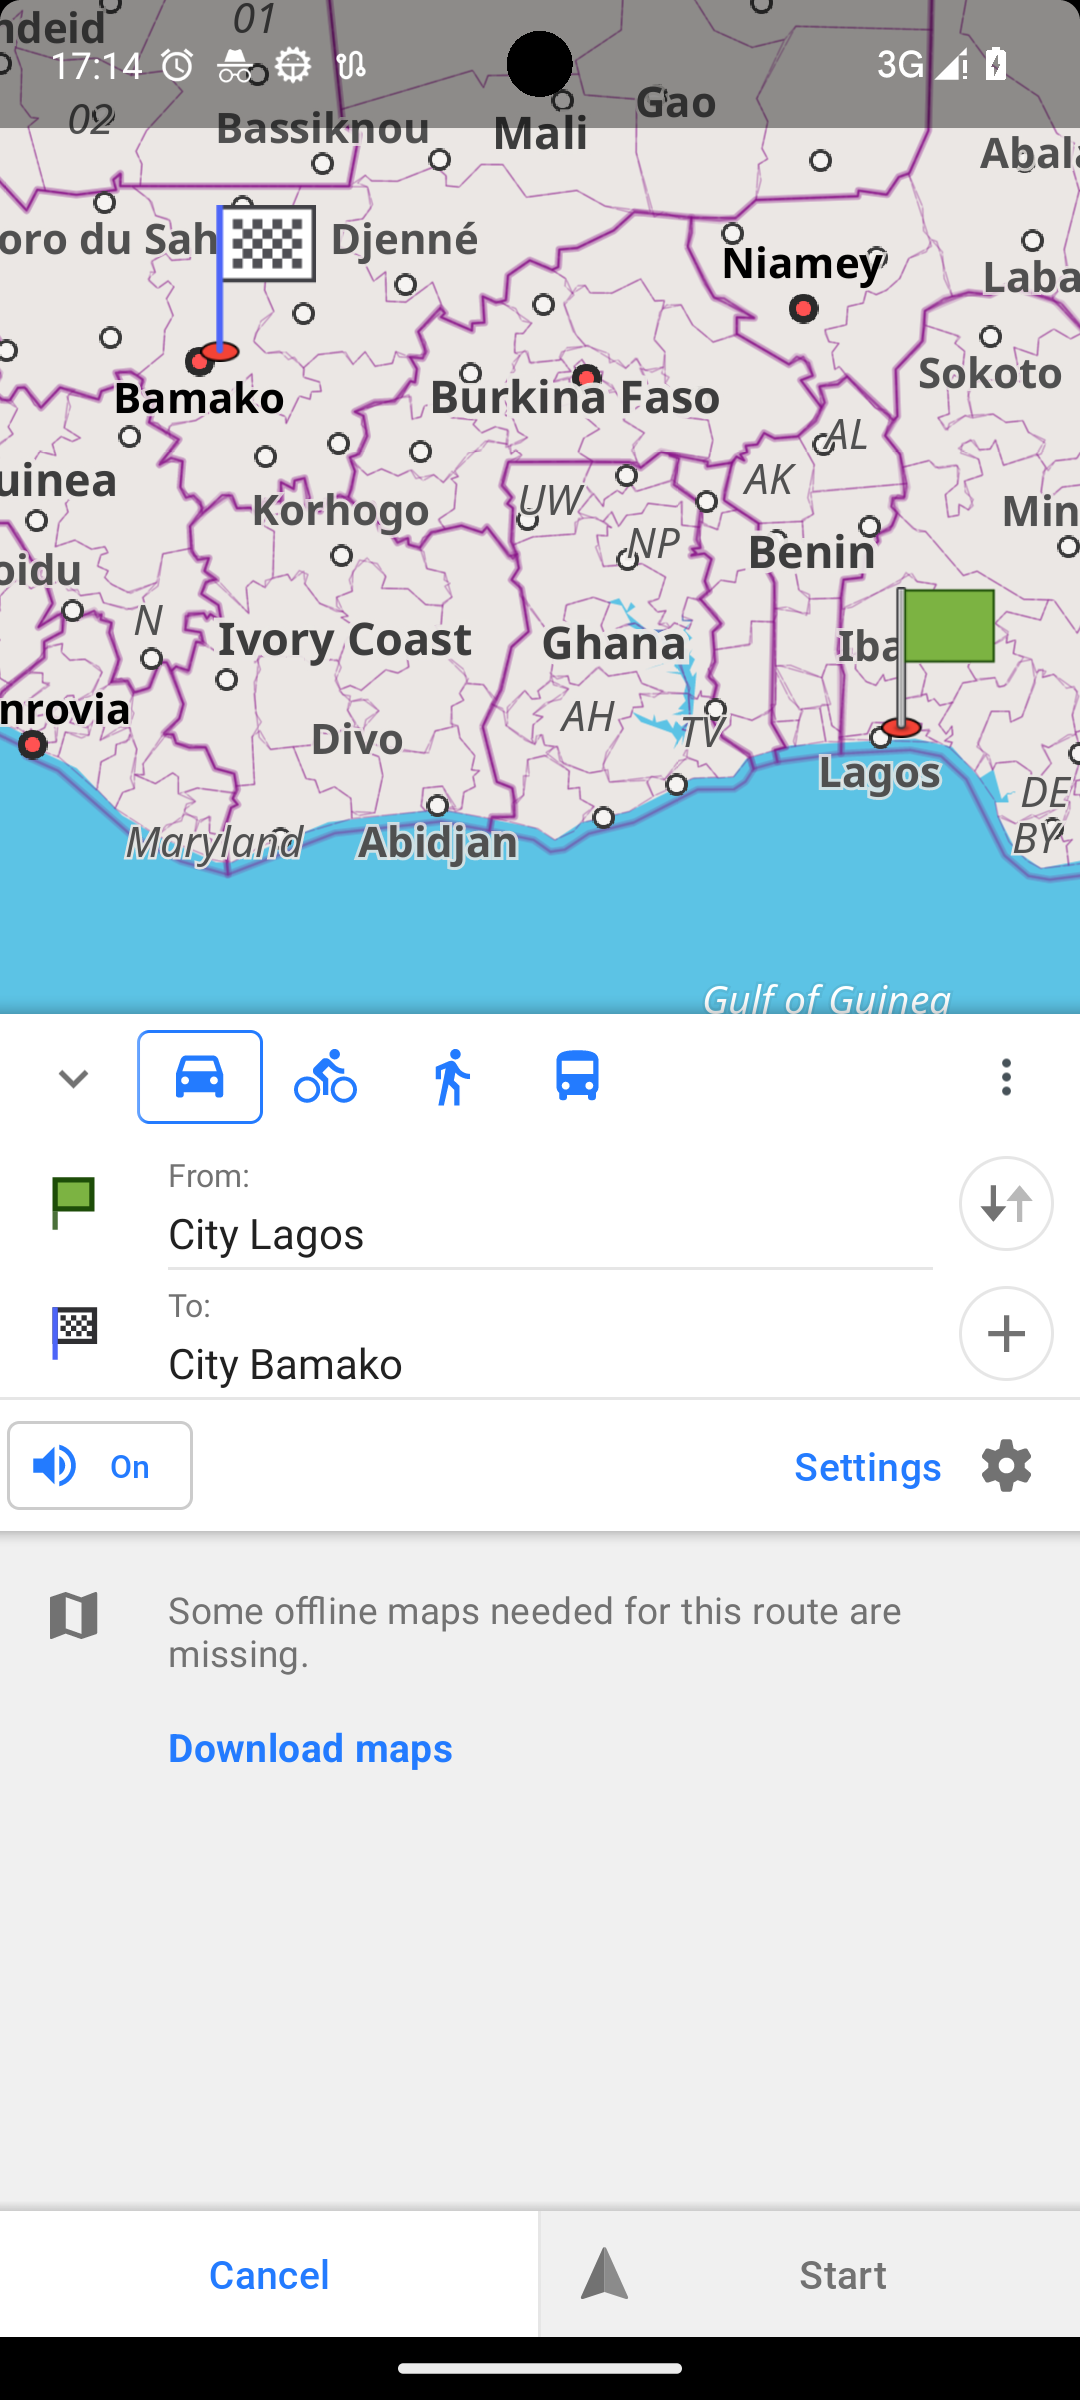 ndeid
01
17:14
3G
02
Bassiknou
Mali
Gao
oro du Sah
Djenné
Niamey
Bamako
Burkina Faso
Sokoto
AL
AK
uinea
UW
Korhogo
Min
NP
Benin
oidu
N
Ivory Coast
Ghana
Iba
nrovia
AH
TV
Divo
Lagos
DE
BY
Maryland
Abidjan
Gulf of Guinea
From:
City Lagos
To:
City Bamako
On
Settings
Some offline maps needed for this route are
missing.
Download maps
Cancel
Start